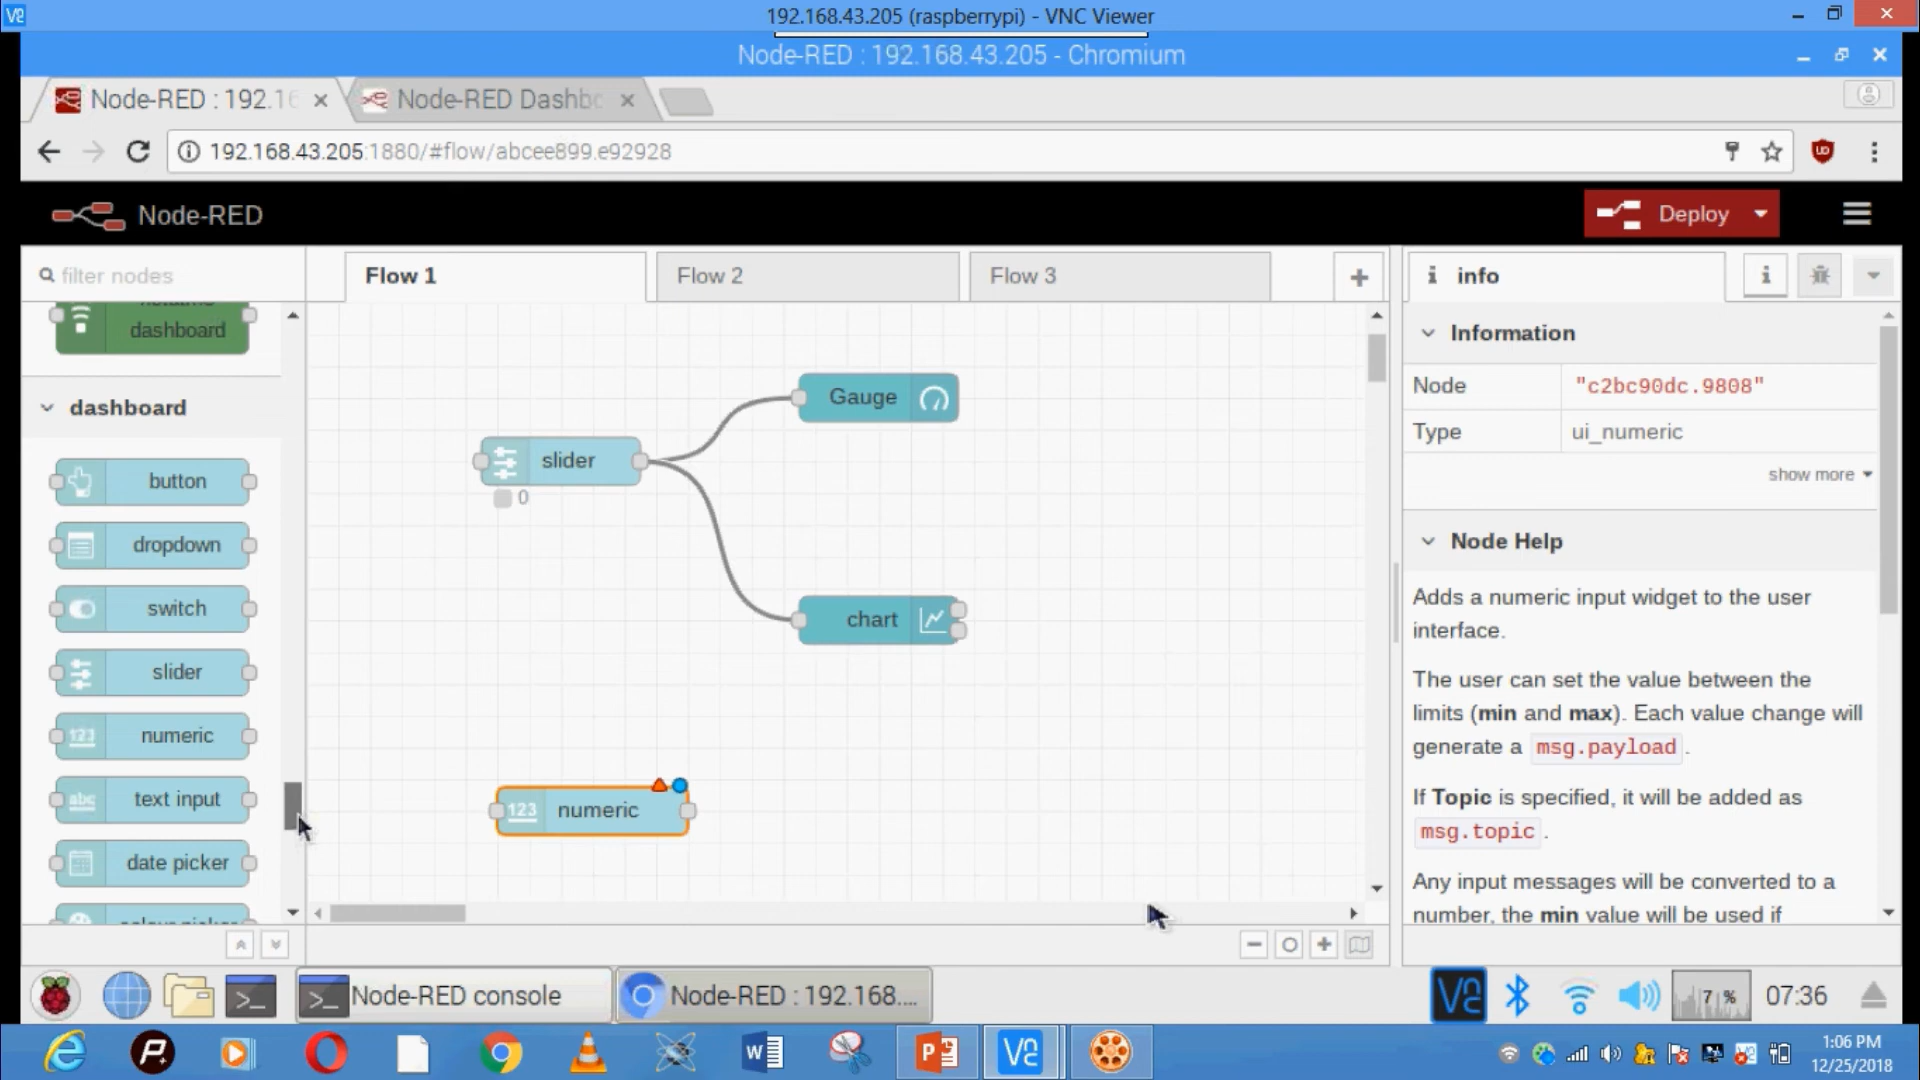 192.168.43.205 (raspberrypi) - VNC Viewer
Node-RED : 192.168.43.205 - Chromium
Node-RED : 192.16
Node-RED Dashbo
192.168.43.205:1880/#flow/abcee899.e92928
Node-RED
Deploy
filter nodes
Flow 1
Flow 2
Flow 3
info
dashboard
dashboard
button
dropdown
switch
slider
numeric
text input
date picker
slider
0
Gauge
chart
123 numeric
Information
Node "c2bc90dc.9808"
Type ui_numeric
show more
Node Help
Adds a numeric input widget to the user
interface.
The user can set the value between the
limits (min and max). Each value change will
generate a msg.payload .
If Topic is specified, it will be added as
msg.topic .
Any input messages will be converted to a
number, the min value will be used if
Node-RED console
Node-RED : 192.168....
7 %
07:36
1:06 PM
12/25/2018